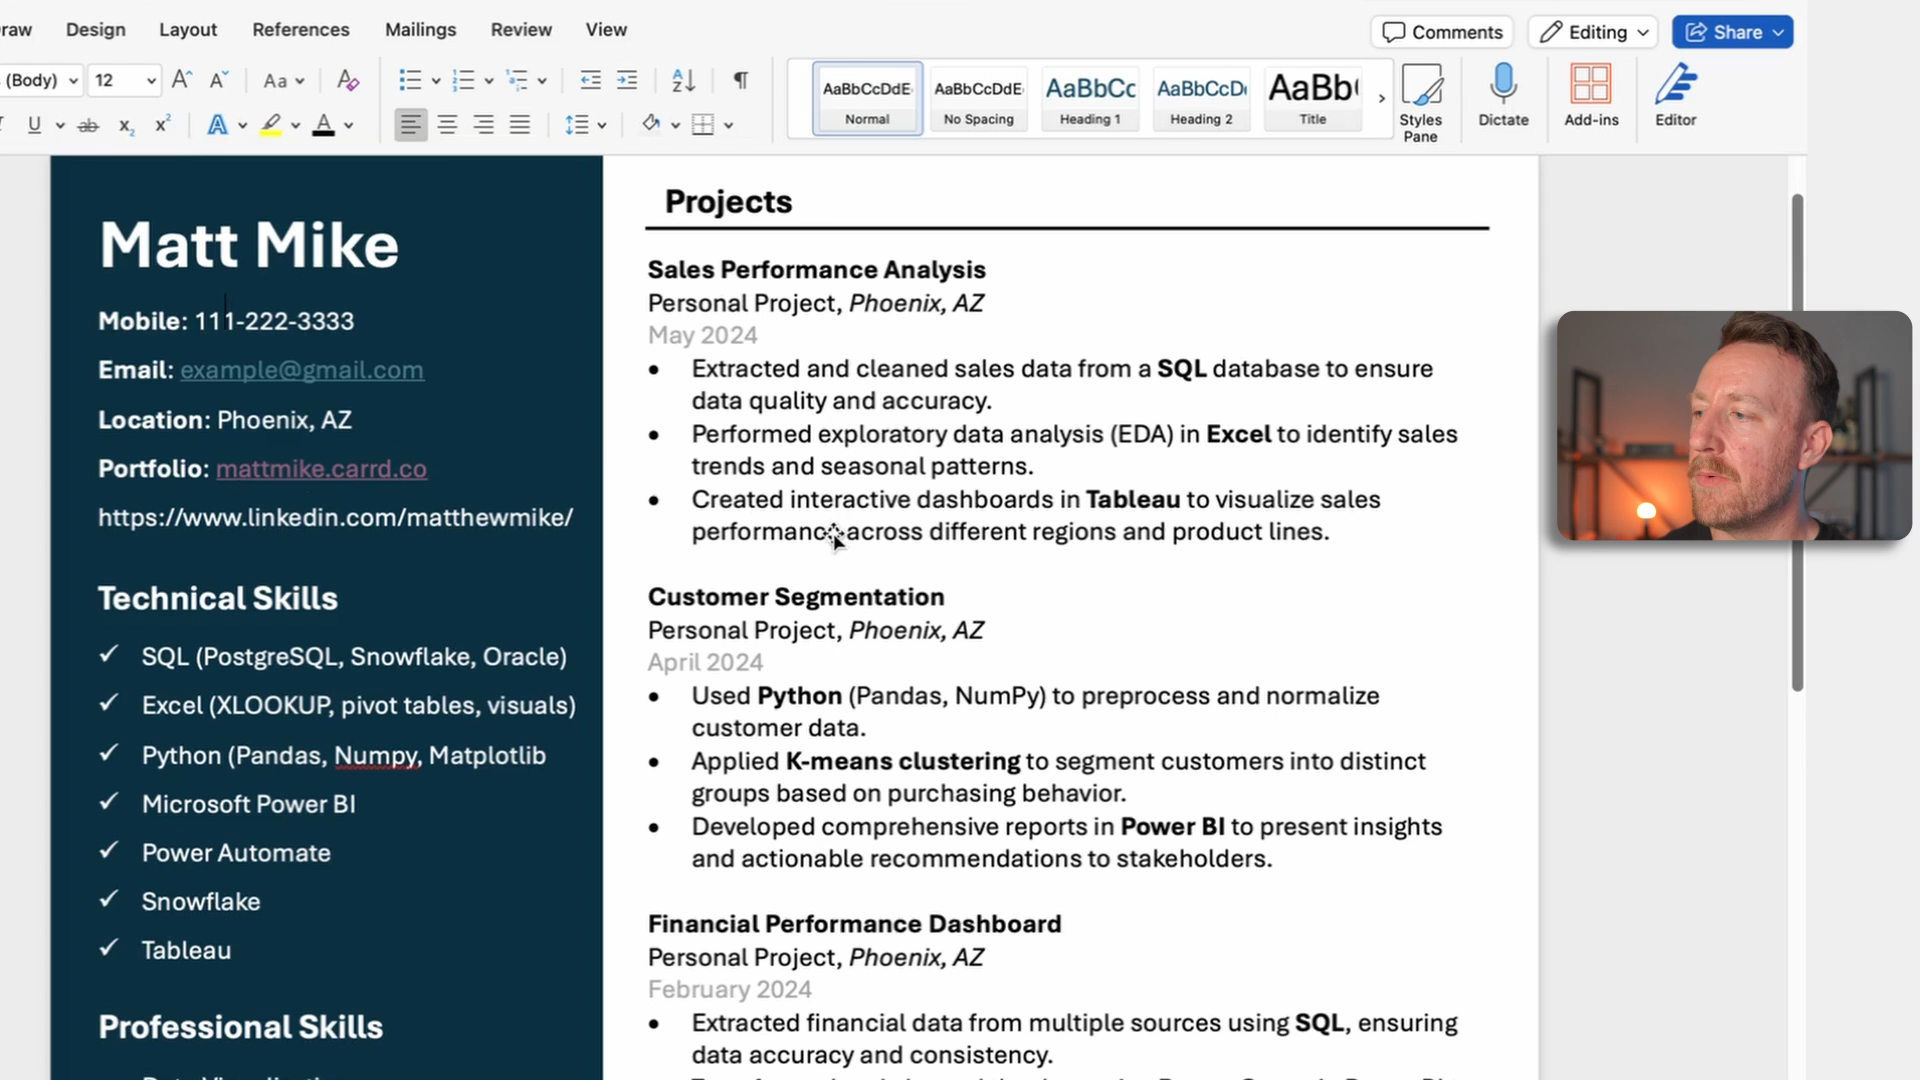 Design Layout References Mailings Review View
Comments Editing Share
(Body) 12 Aa
AaBbCcDdE AaBbCcDdE AaBbCc AaBbCcD AaBb
Normal No Spacing Heading 1 Heading 2 Title
Styles Pane Dictate Add-ins Editor
Matt Mike
Mobile: 111-222-3333
Email: example@gmail.com
Location: Phoenix, AZ
Portfolio: mattmike.carrd.co
https://www.linkedin.com/matthewmike/
Technical Skills
SQL (PostgreSQL, Snowflake, Oracle)
Excel (XLOOKUP, pivot tables, visuals)
Python (Pandas, Numpy, Matplotlib
Microsoft Power BI
Power Automate
Snowflake
Tableau
Professional Skills
Projects
Sales Performance Analysis
Personal Project, Phoenix, AZ
May 2024
• Extracted and cleaned sales data from a SQL database to ensure
data quality and accuracy.
• Performed exploratory data analysis (EDA) in Excel to identify sales
trends and seasonal patterns.
• Created interactive dashboards in Tableau to visualize sales
performance across different regions and product lines.
Customer Segmentation
Personal Project, Phoenix, AZ
April 2024
• Used Python (Pandas, NumPy) to preprocess and normalize
customer data.
• Applied K-means clustering to segment customers into distinct
groups based on purchasing behavior.
• Developed comprehensive reports in Power BI to present insights
and actionable recommendations to stakeholders.
Financial Performance Dashboard
Personal Project, Phoenix, AZ
February 2024
• Extracted financial data from multiple sources using SQL, ensuring
data accuracy and consistency.